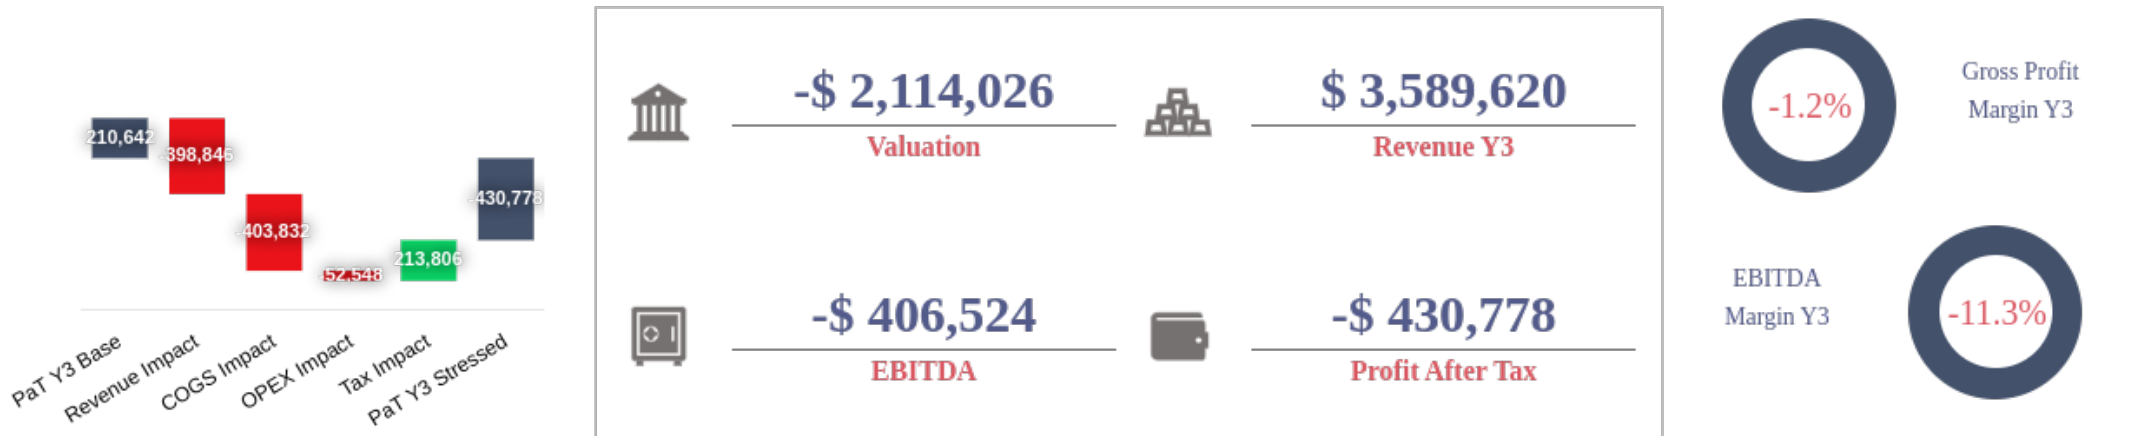 210,642
-398,846
-403,832
-52,548
213,806
-430,778
PaT Y3 Base
Revenue Impact
COGS Impact
OPEX Impact
Tax Impact
PaT Y3 Stressed
-$ 2,114,026
Valuation
$ 3,589,620
Revenue Y3
-$ 406,524
EBITDA
-$ 430,778
Profit After Tax
-1.2%
Gross Profit
Margin Y3
EBITDA
Margin Y3
-11.3%